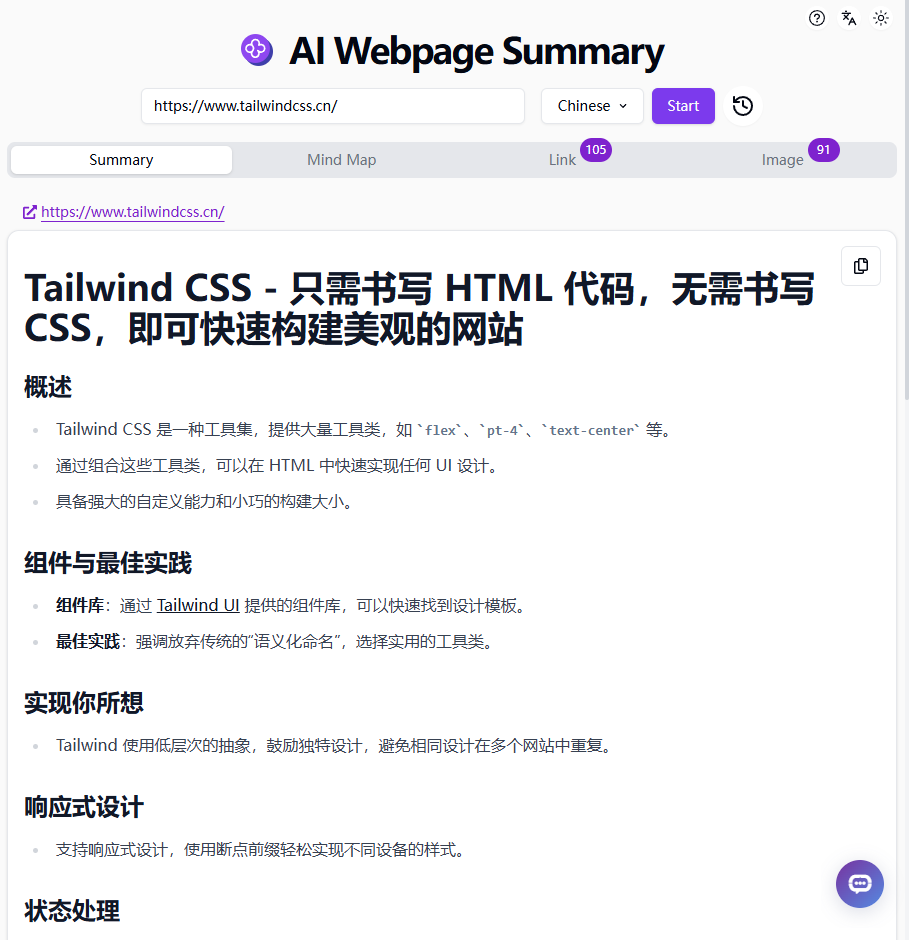 AI Webpage Summary
https://www.tailwindcss.cn/
Chinese
Start
Summary
Mind Map
Link
105
Image
91
https://www.tailwindcss.cn/
Tailwind CSS - 只需书写 HTML 代码，无需书写
CSS，即可快速构建美观的网站
概述
Tailwind CSS 是一种工具集，提供大量工具类，如 `flex`、`pt-4`、`text-center` 等。
通过组合这些工具类，可以在 HTML 中快速实现任何 UI 设计。
具备强大的自定义能力和小巧的构建大小。
组件与最佳实践
组件库：通过 Tailwind UI 提供的组件库，可以快速找到设计模板。
最佳实践：强调放弃传统的“语义化命名”，选择实用的工具类。
实现你所想
Tailwind 使用低层次的抽象，鼓励独特设计，避免相同设计在多个网站中重复。
响应式设计
支持响应式设计，使用断点前缀轻松实现不同设备的样式。
状态处理